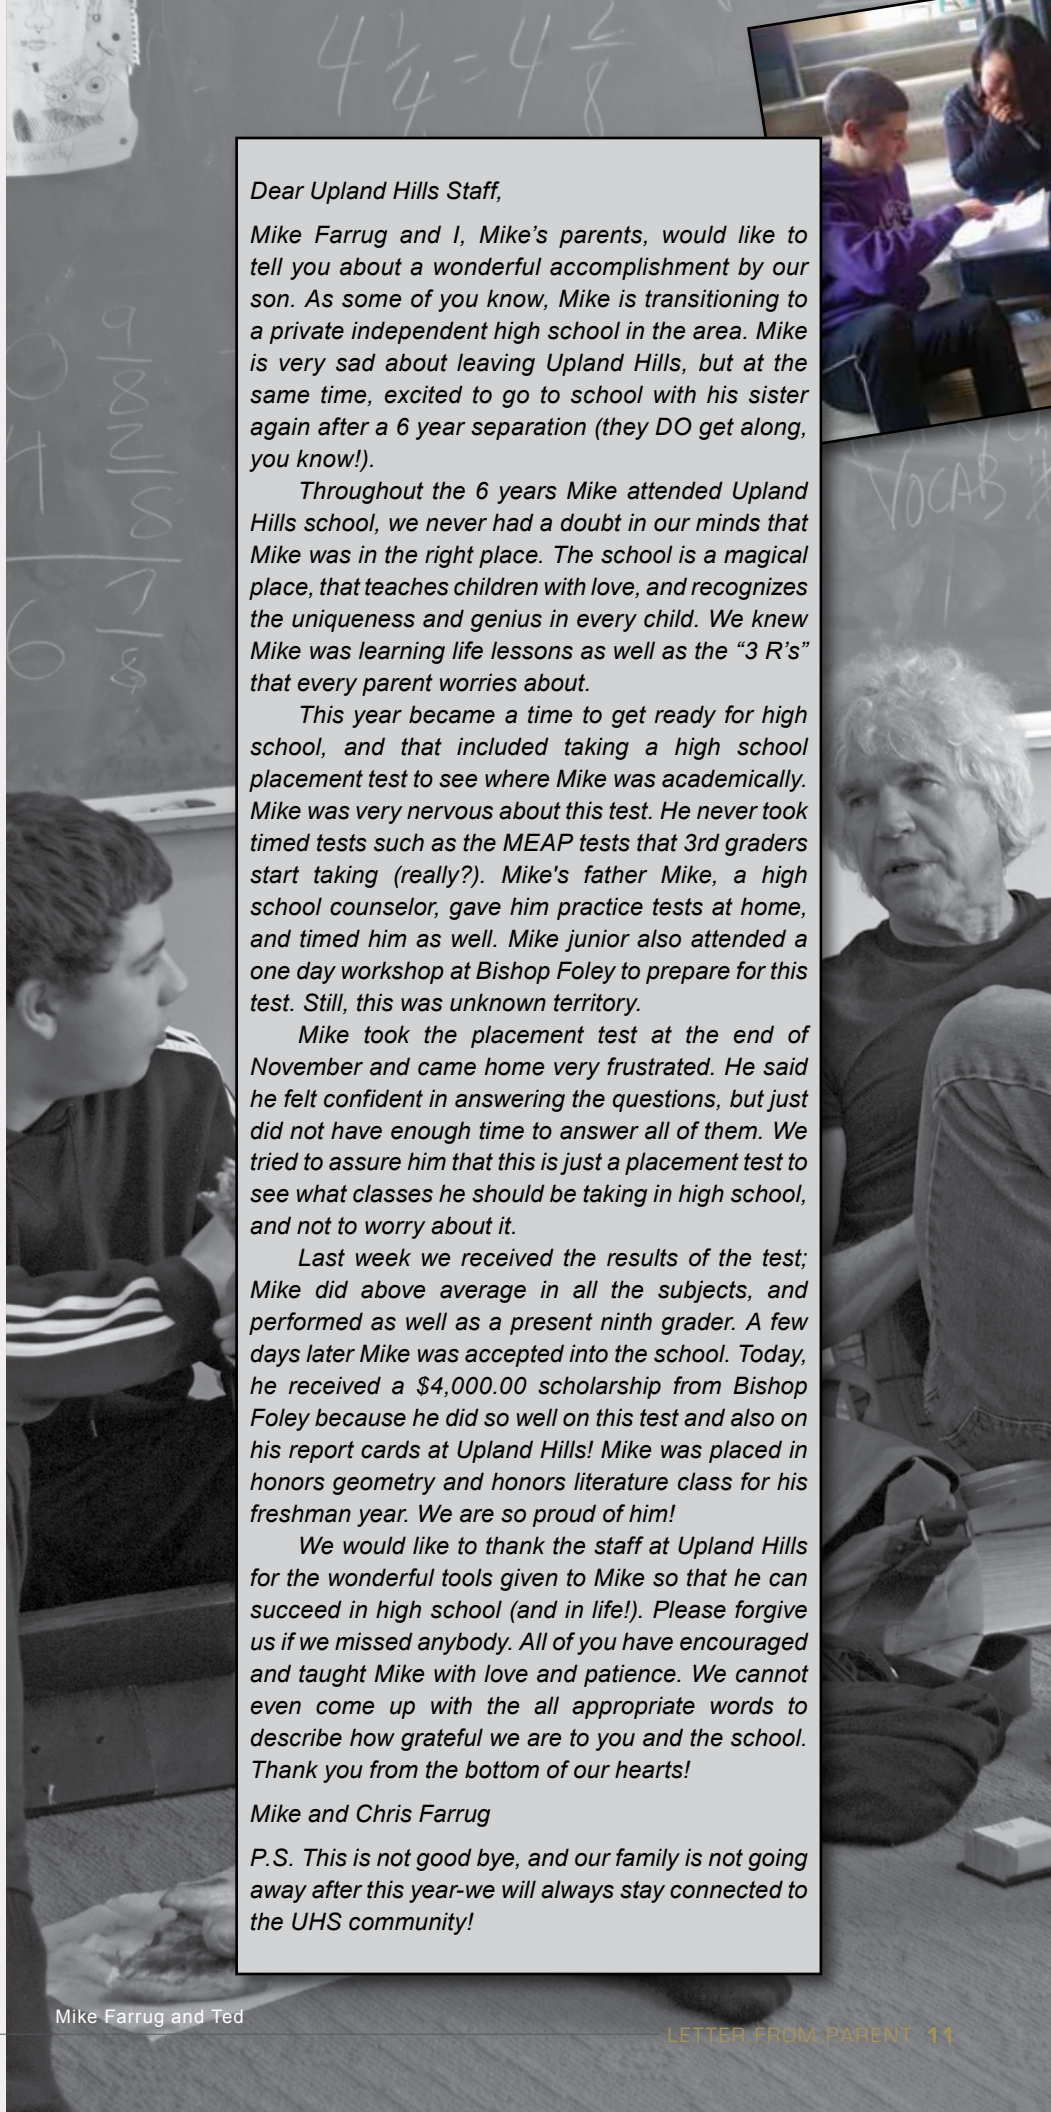 4 1/4 = 4 2/8
your sky
Dear Upland Hills Staff,
Mike Farrug and I, Mike’s parents, would like to
tell you about a wonderful accomplishment by our
son. As some of you know, Mike is transitioning to
a private independent high school in the area. Mike
is very sad about leaving Upland Hills, but at the
same time, excited to go to school with his sister
again after a 6 year separation (they DO get along,
you know!).
Throughout the 6 years Mike attended Upland
Hills school, we never had a doubt in our minds that
Mike was in the right place. The school is a magical
place, that teaches children with love, and recognizes
the uniqueness and genius in every child. We knew
Mike was learning life lessons as well as the “3 R’s”
that every parent worries about.
This year became a time to get ready for high
school, and that included taking a high school
placement test to see where Mike was academically.
Mike was very nervous about this test. He never took
timed tests such as the MEAP tests that 3rd graders
start taking (really?). Mike's father Mike, a high
school counselor, gave him practice tests at home,
and timed him as well. Mike junior also attended a
one day workshop at Bishop Foley to prepare for this
test. Still, this was unknown territory.
Mike took the placement test at the end of
November and came home very frustrated. He said
he felt confident in answering the questions, but just
did not have enough time to answer all of them. We
tried to assure him that this is just a placement test to
see what classes he should be taking in high school,
and not to worry about it.
Last week we received the results of the test;
Mike did above average in all the subjects, and
performed as well as a present ninth grader. A few
days later Mike was accepted into the school. Today,
he received a $4,000.00 scholarship from Bishop
Foley because he did so well on this test and also on
his report cards at Upland Hills! Mike was placed in
honors geometry and honors literature class for his
freshman year. We are so proud of him!
We would like to thank the staff at Upland Hills
for the wonderful tools given to Mike so that he can
succeed in high school (and in life!). Please forgive
us if we missed anybody. All of you have encouraged
and taught Mike with love and patience. We cannot
even come up with the all appropriate words to
describe how grateful we are to you and the school.
Thank you from the bottom of our hearts!
Mike and Chris Farrug
P.S. This is not good bye, and our family is not going
away after this year-we will always stay connected to
the UHS community!
9/8
4 2/8
6 7/8
VOCAB
Mike Farrug and Ted
LETTER FROM PARENT 11